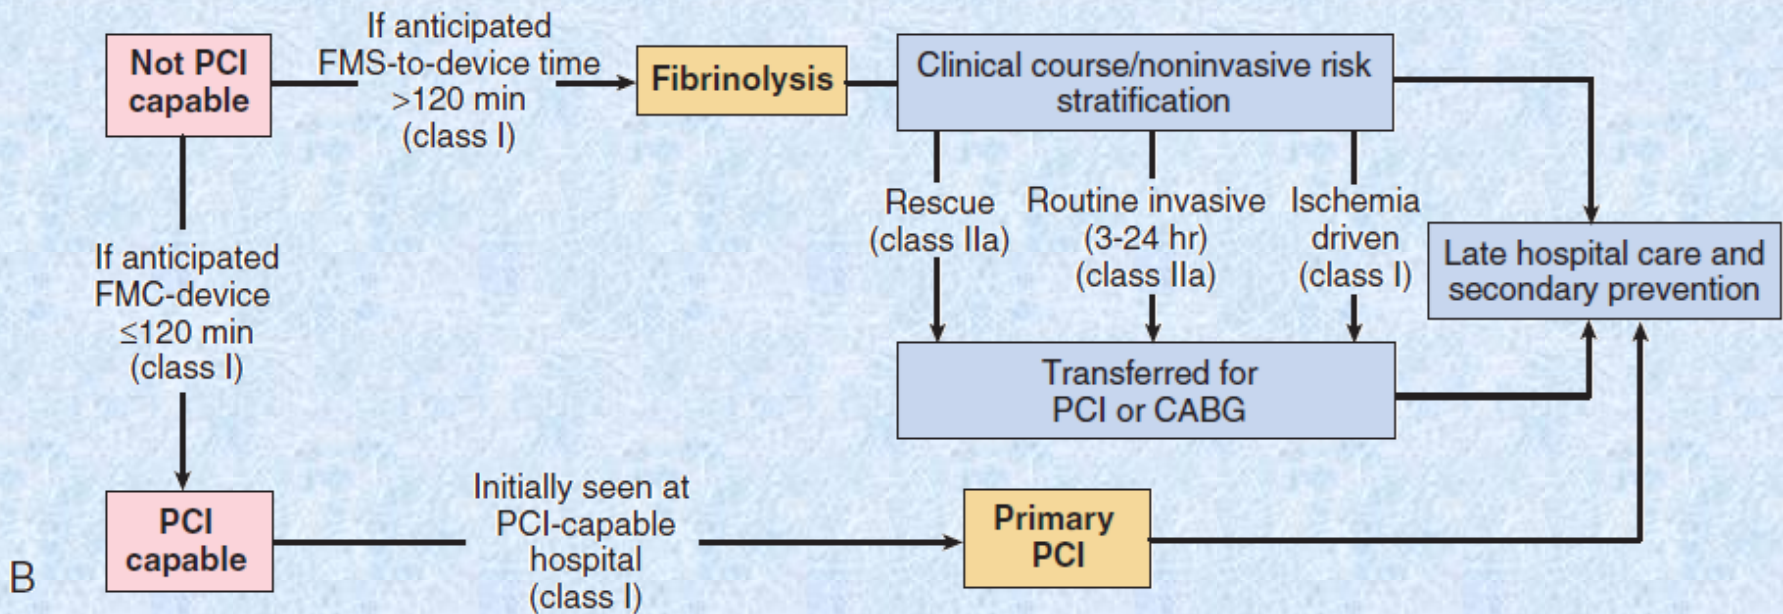 Not PCI
capable
If anticipated
FMS-to-device time
>120 min
(class I)
Fibrinolysis
Clinical course/noninvasive risk
stratification
Rescue
(class IIa)
Routine invasive
(3-24 hr)
(class IIa)
Ischemia
driven
(class I)
Late hospital care and
secondary prevention
If anticipated
FMC-device
≤120 min
(class I)
Transferred for
PCI or CABG
PCI
capable
Initially seen at
PCI-capable
hospital
(class I)
Primary
PCI
B